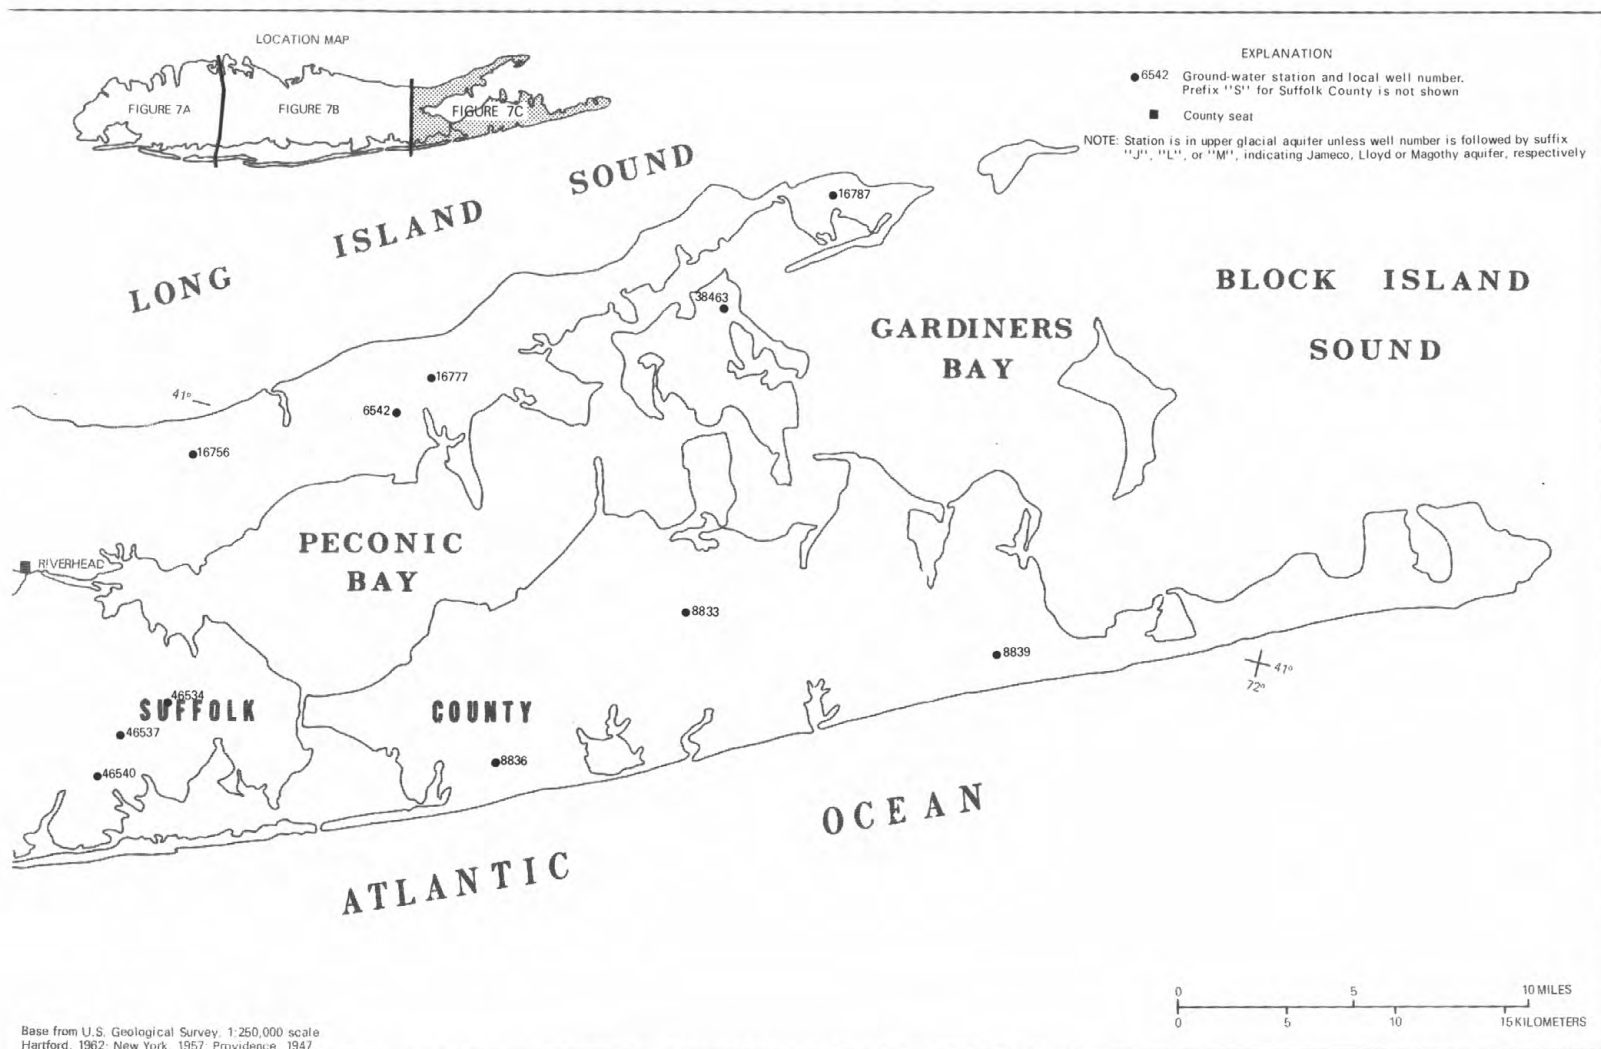 LOCATION MAP
FIGURE 7A
FIGURE 7B
FIGURE 7C
EXPLANATION
6542 Ground-water station and local well number.
Prefix "S" for Suffolk County is not shown
County seat
NOTE: Station is in upper glacial aquifer unless well number is followed by suffix
"J", "L", or "M", indicating Jameco, Lloyd or Magothy aquifer, respectively
LONG ISLAND SOUND
16787
BLOCK ISLAND
SOUND
38463
GARDINERS
BAY
16777
41°
6542
16756
PECONIC
BAY
RIVERHEAD
8833
8839
41°
72°
46534
SUFFOLK COUNTY
46537
8836
46540
ATLANTIC OCEAN
0 5 10 MILES
0 5 10 15 KILOMETERS
Base from U.S. Geological Survey, 1:250,000 scale
Hartford, 1962; New York, 1957; Providence, 1947